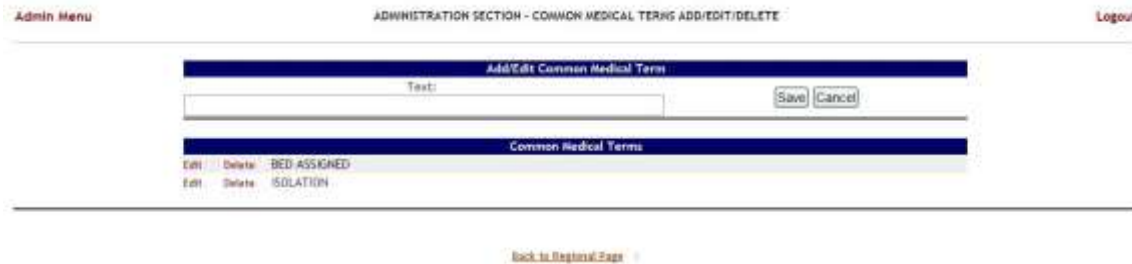 Admin Menu ADMINISTRATION SECTION - COMMON MEDICAL TERMS ADD/EDIT/DELETE Logout
Add/Edit Common Medical Term
Text:
Save Cancel
Common Medical Terms
Edit Delete BED ASSIGNED
Edit Delete ISOLATION
Back to Regional Page